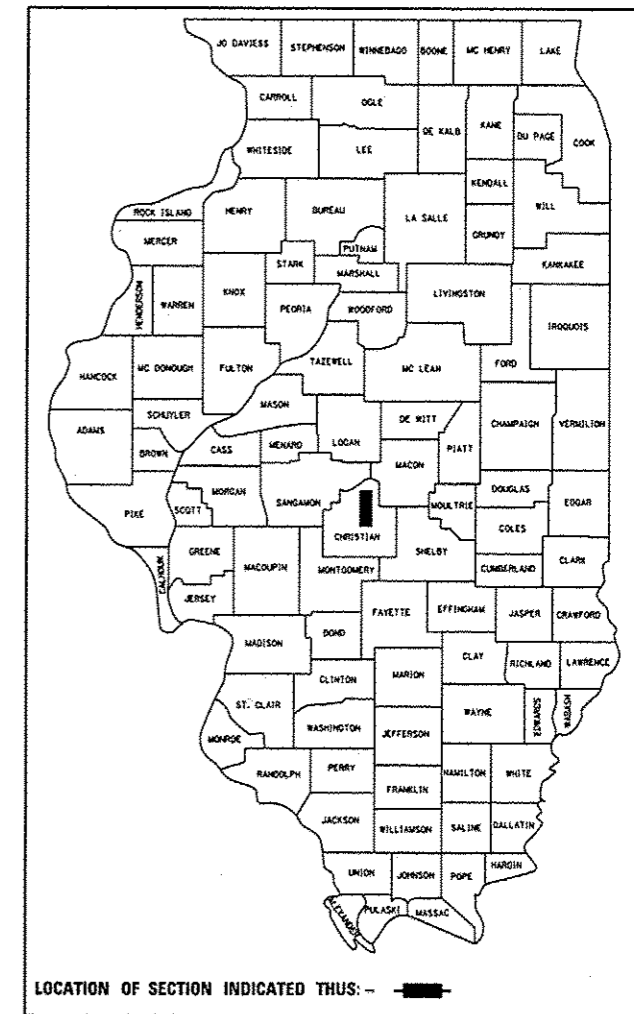 JO DAVIESS STEPHENSON WINNEBAGO BOONE MC HENRY LAKE
CARROLL OGLE DE KALB KANE DU PAGE COOK
WHITESIDE LEE
KENDALL WILL
ROCK ISLAND HENRY BUREAU LA SALLE GRUNDY
MERCER PUTNAM KANKAKEE
STARK MARSHALL
HENDERSON WARREN KNOX PEORIA WOODFORD LIVINGSTON IROQUOIS
HANCOCK MC DONOUGH FULTON TAZEWELL MC LEAN FORD
MASON
ADAMS SCHUYLER DE WITT CHAMPAIGN VERMILION
BROWN CASS MENARD LOGAN PIATT
MACON
PIKE SCOTT MORGAN SANGAMON MOULTRIE DOUGLAS EDGAR
CHRISTIAN COLES
CALHOUN GREENE MACOUPIN MONTGOMERY SHELBY CUMBERLAND CLARK
JERSEY
FAYETTE EFFINGHAM JASPER CRAWFORD
MADISON BOND
CLAY RICHLAND LAWRENCE
CLINTON MARION
ST. CLAIR WAYNE EDWARDS WABASH
MONROE WASHINGTON JEFFERSON
RANDOLPH PERRY HAMILTON WHITE
FRANKLIN
JACKSON WILLIAMSON SALINE GALLATIN
UNION JOHNSON POPE HARDIN
ALEXANDER PULASKI MASSAC
LOCATION OF SECTION INDICATED THUS: –